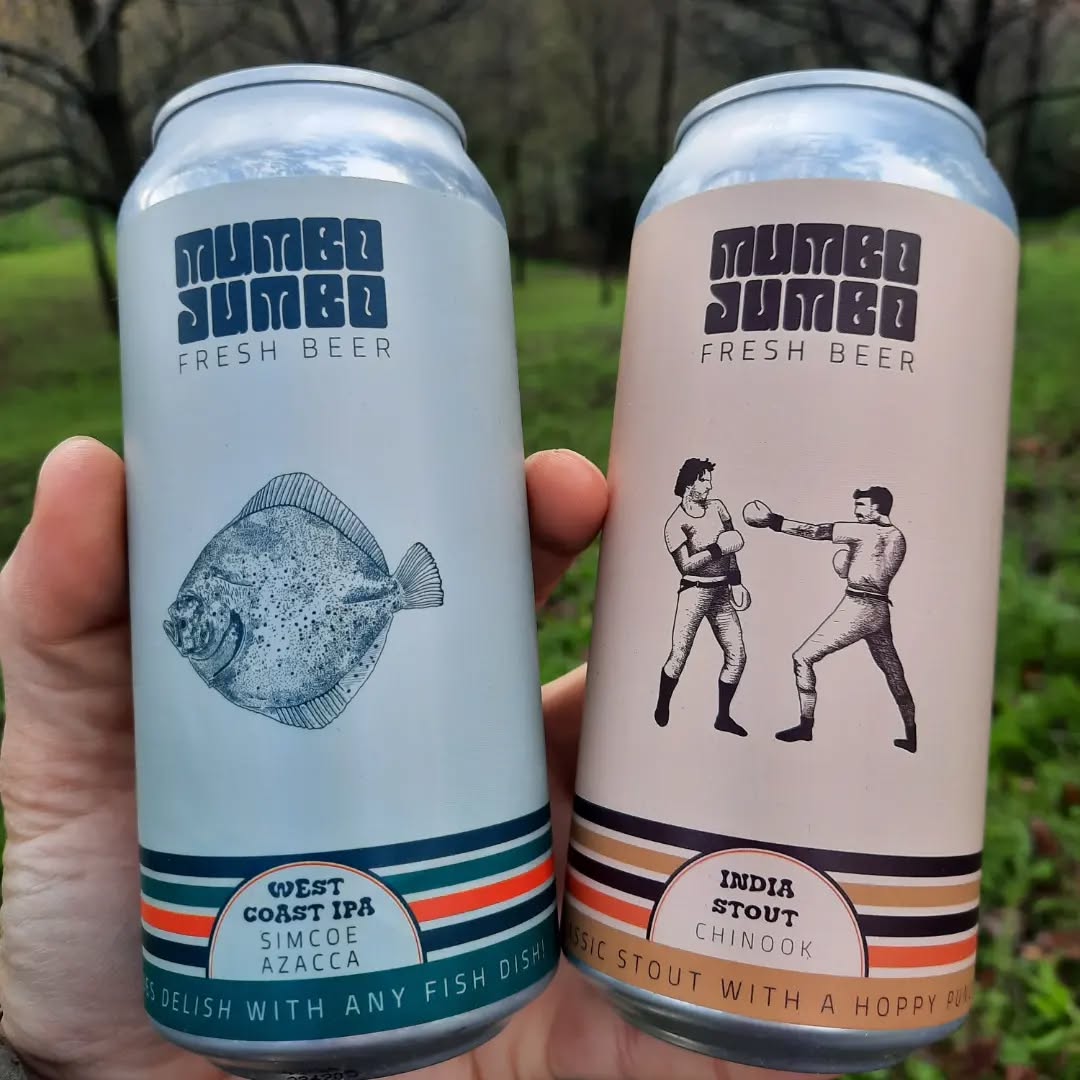 MUMBO
JUMBO
FRESH BEER
WEST
COAST IPA
SIMCOE
AZACCA
DELISH WITH ANY FISH DISH!
MUMBO
JUMBO
FRESH BEER
INDIA
STOUT
CHINOOK
STOUT WITH A HOPPY